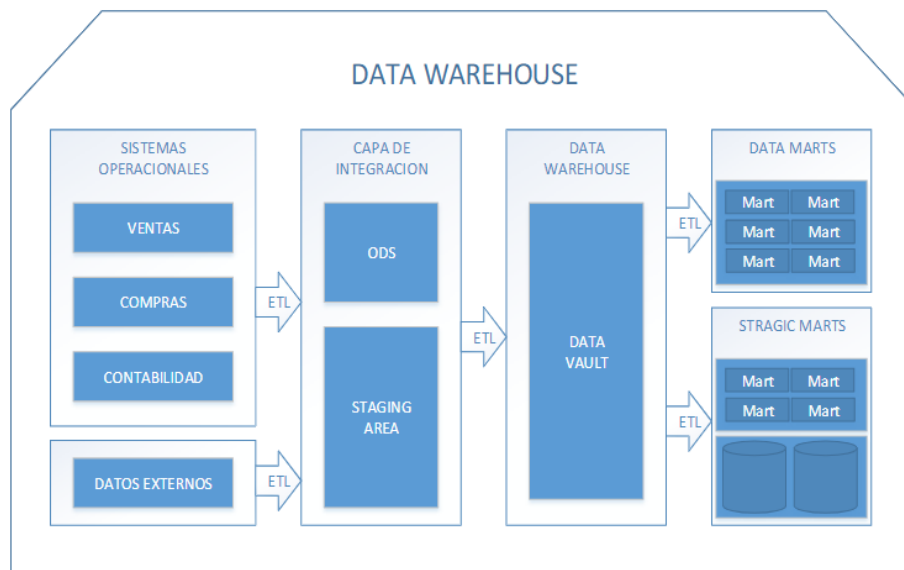 DATA WAREHOUSE
SISTEMAS
OPERACIONALES
VENTAS
COMPRAS
CONTABILIDAD
DATOS EXTERNOS
ETL
ETL
CAPA DE
INTEGRACION
ODS
STAGING
AREA
ETL
DATA
WAREHOUSE
DATA
VAULT
ETL
ETL
DATA MARTS
Mart Mart
Mart Mart
Mart Mart
STRAGIC MARTS
Mart Mart
Mart Mart